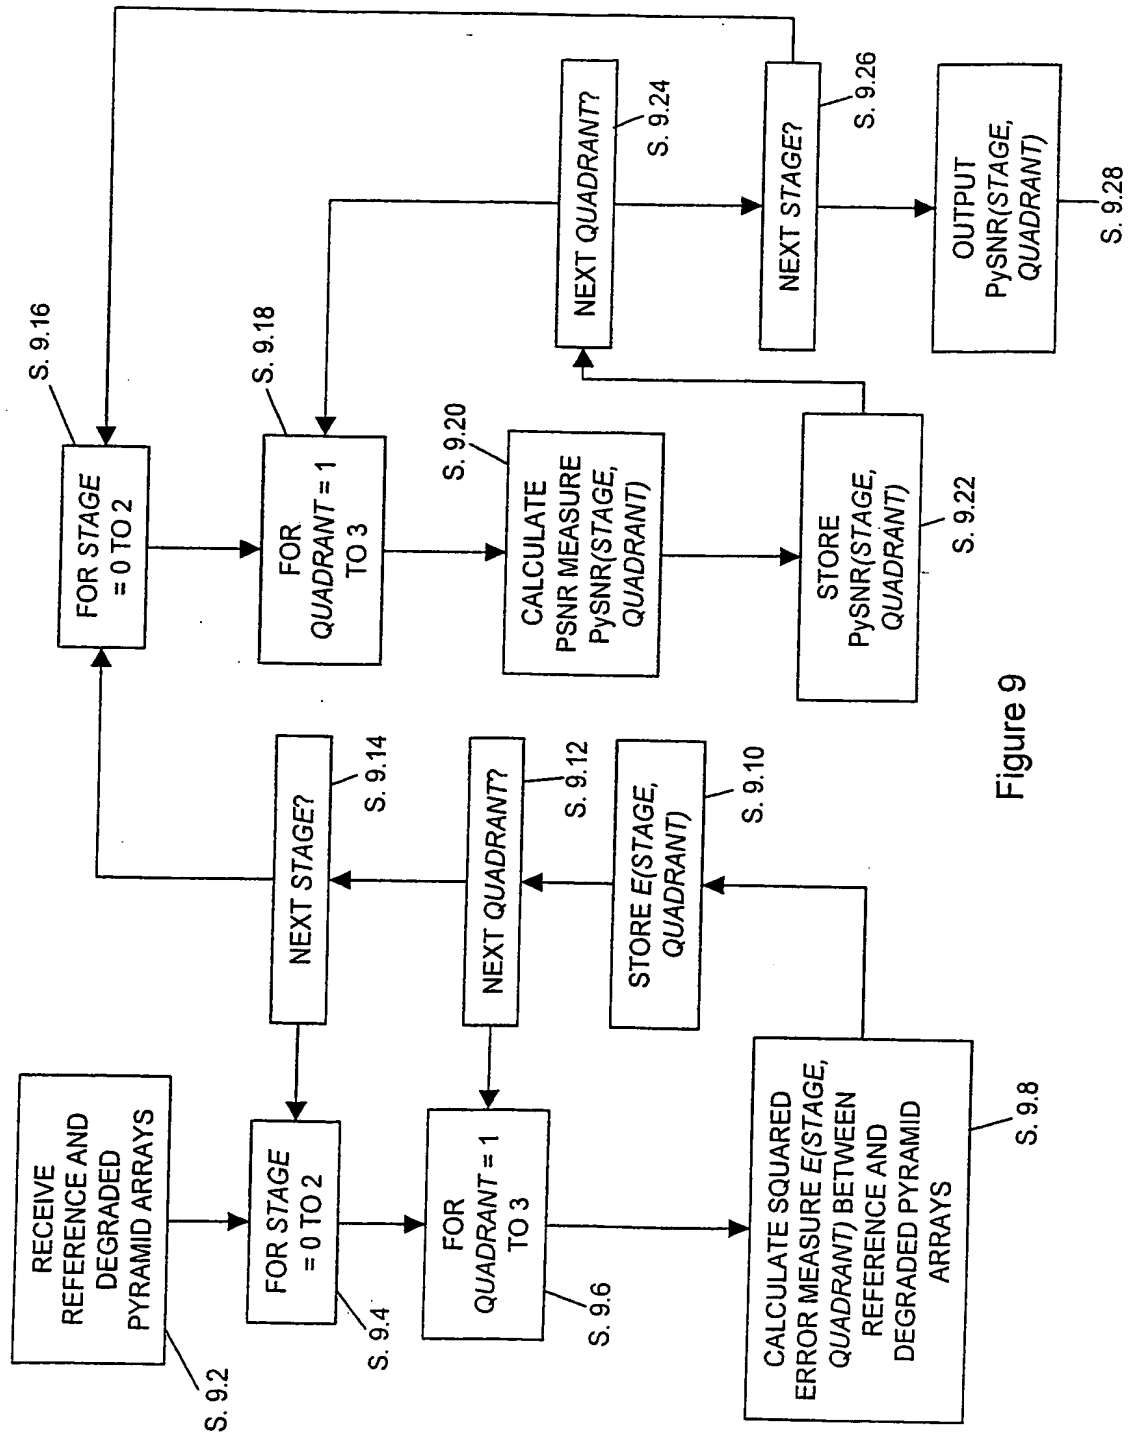 RECEIVE
REFERENCE AND
DEGRADED
PYRAMID ARRAYS
S. 9.2
FOR STAGE
= 0 TO 2
S. 9.4
FOR
QUADRANT = 1
TO 3
S. 9.6
CALCULATE SQUARED
ERROR MEASURE E(STAGE,
QUADRANT) BETWEEN
REFERENCE AND
DEGRADED PYRAMID
ARRAYS
S. 9.8
STORE E(STAGE,
QUADRANT)
S. 9.10
NEXT QUADRANT?
S. 9.12
NEXT STAGE?
S. 9.14
FOR STAGE
= 0 TO 2
S. 9.16
FOR
QUADRANT = 1
TO 3
S. 9.18
CALCULATE
PSNR MEASURE
PySNR(STAGE,
QUADRANT)
S. 9.20
STORE
PySNR(STAGE,
QUADRANT)
S. 9.22
NEXT QUADRANT?
S. 9.24
NEXT STAGE?
S. 9.26
OUTPUT
PySNR(STAGE,
QUADRANT)
S. 9.28
Figure 9